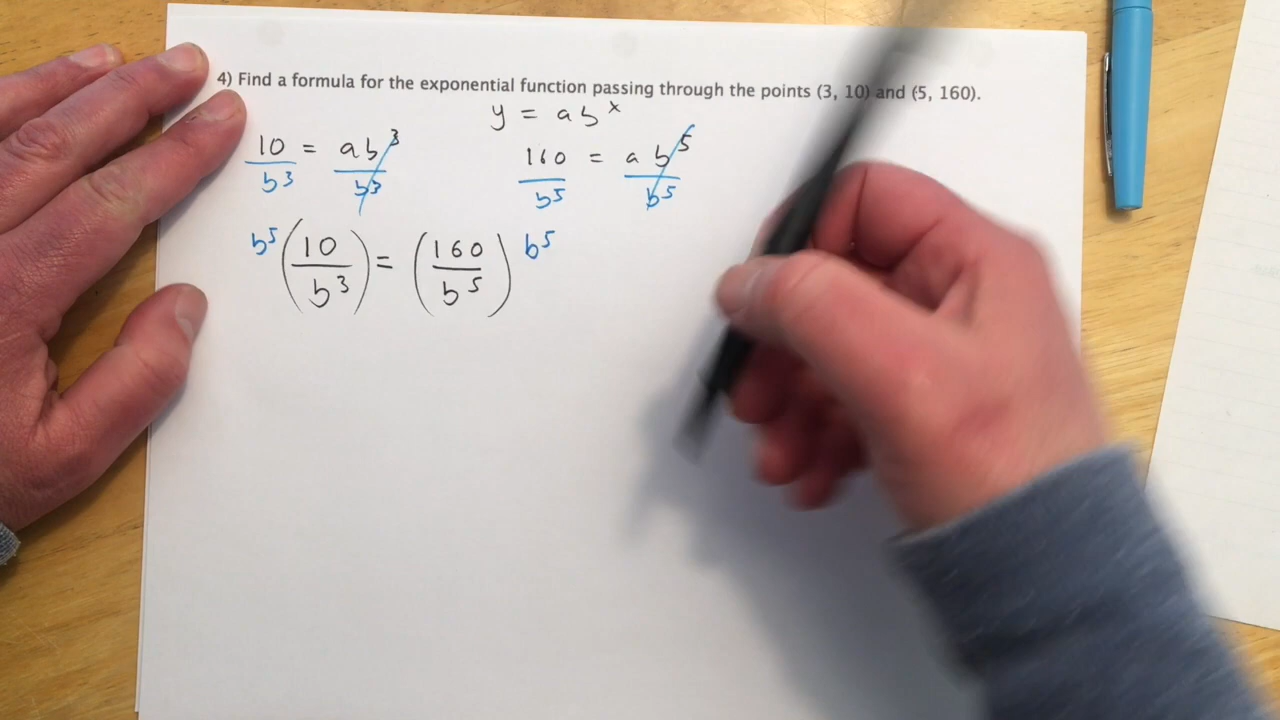 4) Find a formula for the exponential function passing through the points (3, 10) and (5, 160).
y = ab^x
10/b^3 = ab^3/b^3    160/b^5 = ab^5/b^5
b^5 (10/b^3) = (160/b^5) b^5